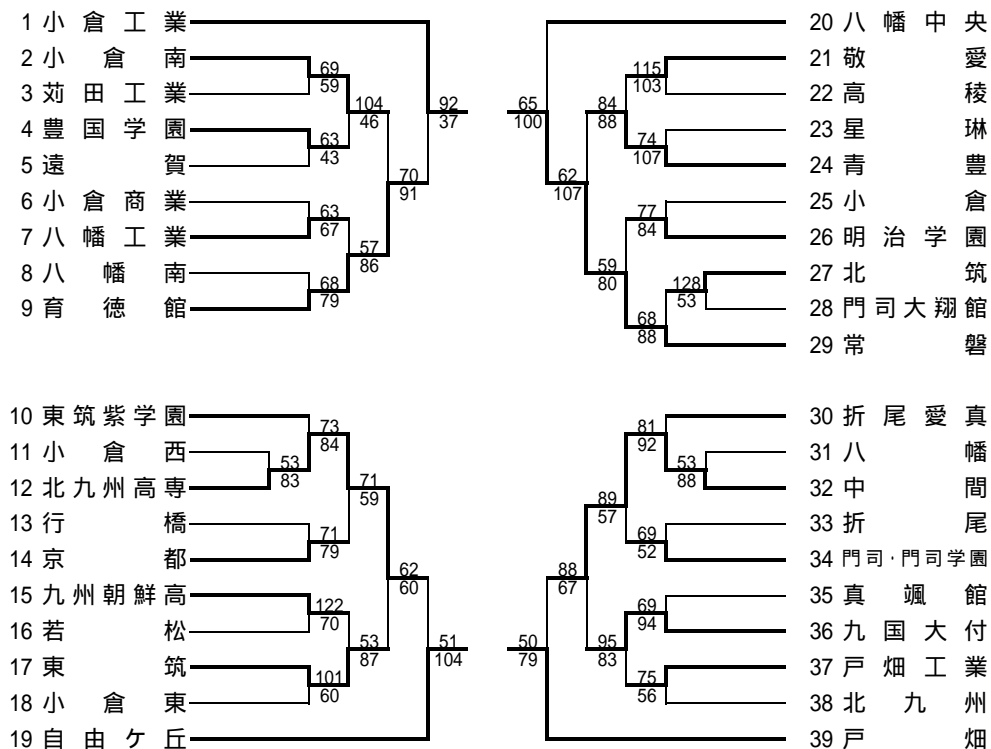 1 小倉工業
2 小倉南
3 苅田工業
4 豊国学園
5 遠賀
6 小倉商業
7 八幡工業
8 八幡南
9 育徳館
69
59
63
43
63
67
68
79
104
46
57
86
70
91
92
37
20 八幡中央
21 敬愛
22 高稜
23 星琳
24 青豊
25 小倉
26 明治学園
27 北筑
28 門司大翔館
29 常磐
65
100
62
107
84
88
59
80
115
103
74
107
77
84
68
88
128
53
10 東筑紫学園
11 小倉西
12 北九州高専
13 行橋
14 京都
15 九州朝鮮高
16 若松
17 東筑
18 小倉東
19 自由ケ丘
53
83
73
84
71
79
122
70
101
60
71
59
53
87
62
60
51
104
30 折尾愛真
31 八幡
32 中間
33 折尾
34 門司・門司学園
35 真颯館
36 九国大付
37 戸畑工業
38 北九州
39 戸畑
50
79
88
67
89
57
95
83
81
92
69
52
69
94
75
56
53
88